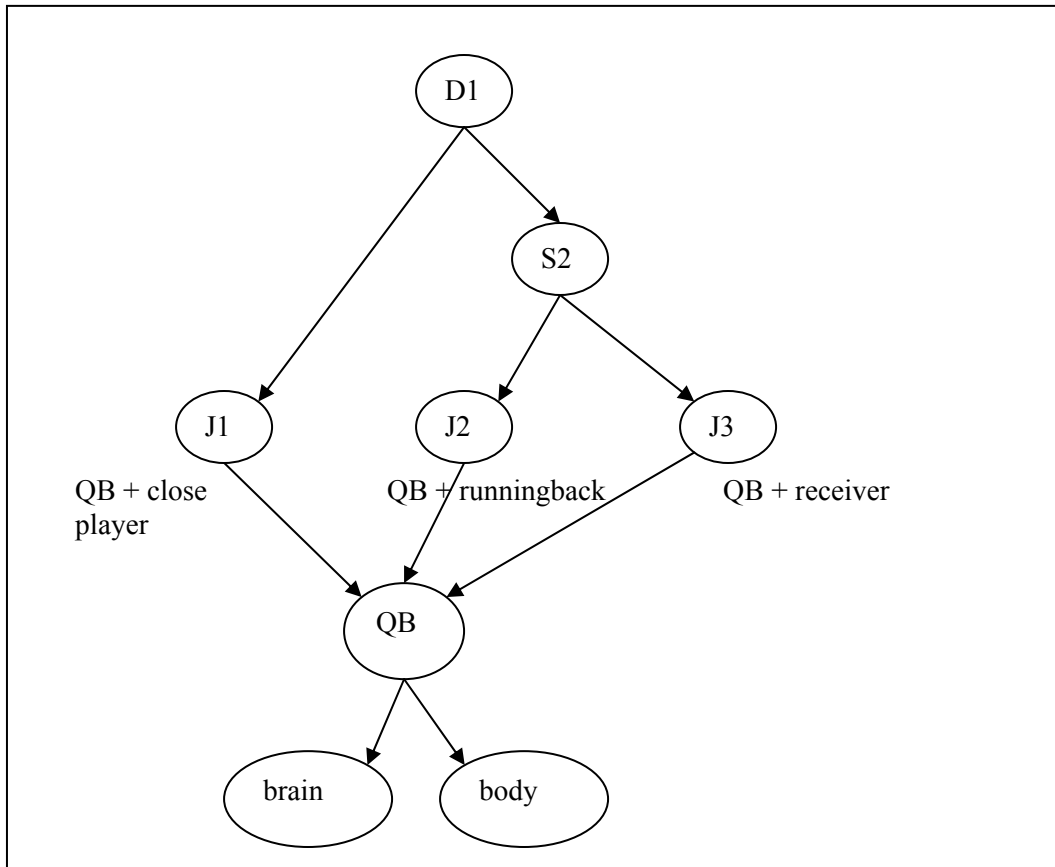 D1
S2
J1
J2
J3
QB + close
player
QB + runningback
QB + receiver
QB
brain
body